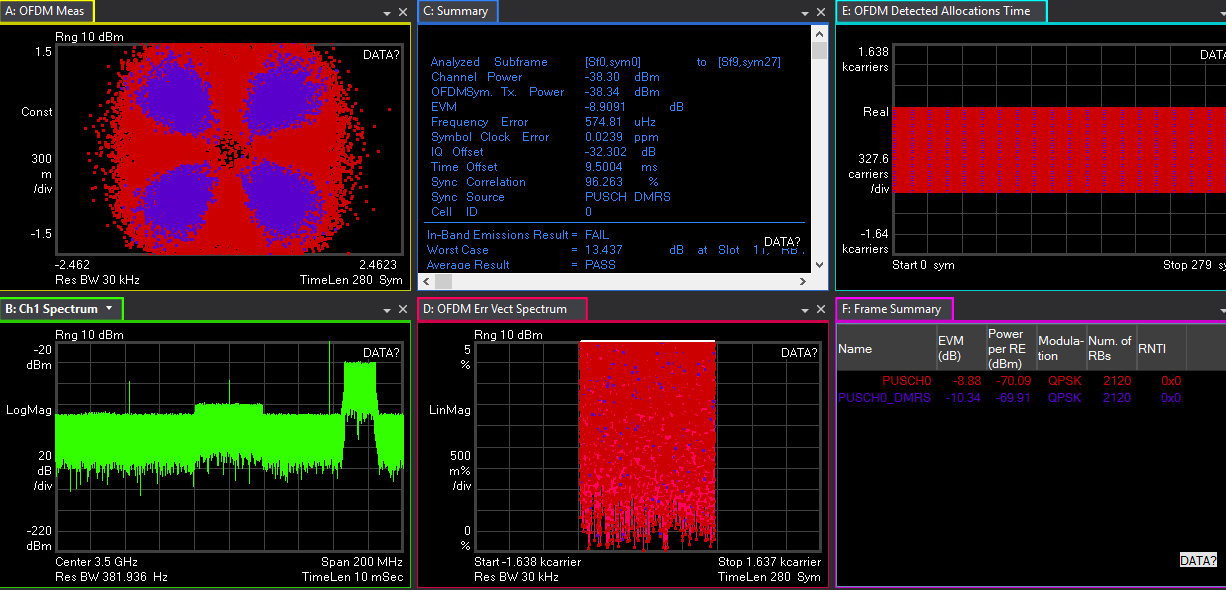 A: OFDM Meas
Rng 10 dBm
DATA?
1.5
Const
300
m
/div
-1.5
-2.462
2.4623
Res BW 30 kHz
TimeLen 280 Sym
C: Summary
Analyzed Subframe [Sf0,sym0] to [Sf9,sym27]
Channel Power -38.30 dBm
OFDMSym. Tx. Power -38.34 dBm
EVM -8.9091 dB
Frequency Error 574.81 uHz
Symbol Clock Error 0.0239 ppm
IQ Offset -32.302 dB
Time Offset 9.5004 ms
Sync Correlation 96.263 %
Sync Source PUSCH DMRS
Cell ID 0
In-Band Emissions Result = FAIL
DATA?
Worst Case = 13.437 dB at Slot
Average Result = PASS
E: OFDM Detected Allocations Time
1.638
kcarriers
Real
327.6
carriers
/div
-1.64
kcarriers
Start 0 sym
Stop 279
B: Ch1 Spectrum
Rng 10 dBm
DATA?
-20
dBm
LogMag
20
dB
/div
-220
dBm
Center 3.5 GHz
Span 200 MHz
Res BW 381.936 Hz
TimeLen 10 mSec
D: OFDM Err Vect Spectrum
Rng 10 dBm
DATA?
5
%
LinMag
500
m%
/div
0
%
Start -1.638 kcarrier
Stop 1.637 kcarrier
Res BW 30 kHz
TimeLen 280 Sym
F: Frame Summary
Name EVM (dB) Power per RE (dBm) Modula-tion Num. of RBs RNTI
PUSCH0 -8.88 -70.09 QPSK 2120 0x0
PUSCH0_DMRS -10.34 -69.91 QPSK 2120 0x0
DATA?